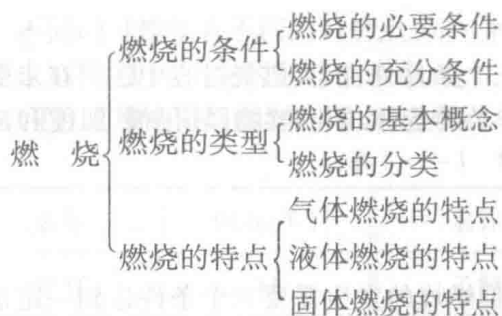 燃烧
燃烧的条件
燃烧的必要条件
燃烧的充分条件
燃烧的类型
燃烧的基本概念
燃烧的分类
燃烧的特点
气体燃烧的特点
液体燃烧的特点
固体燃烧的特点